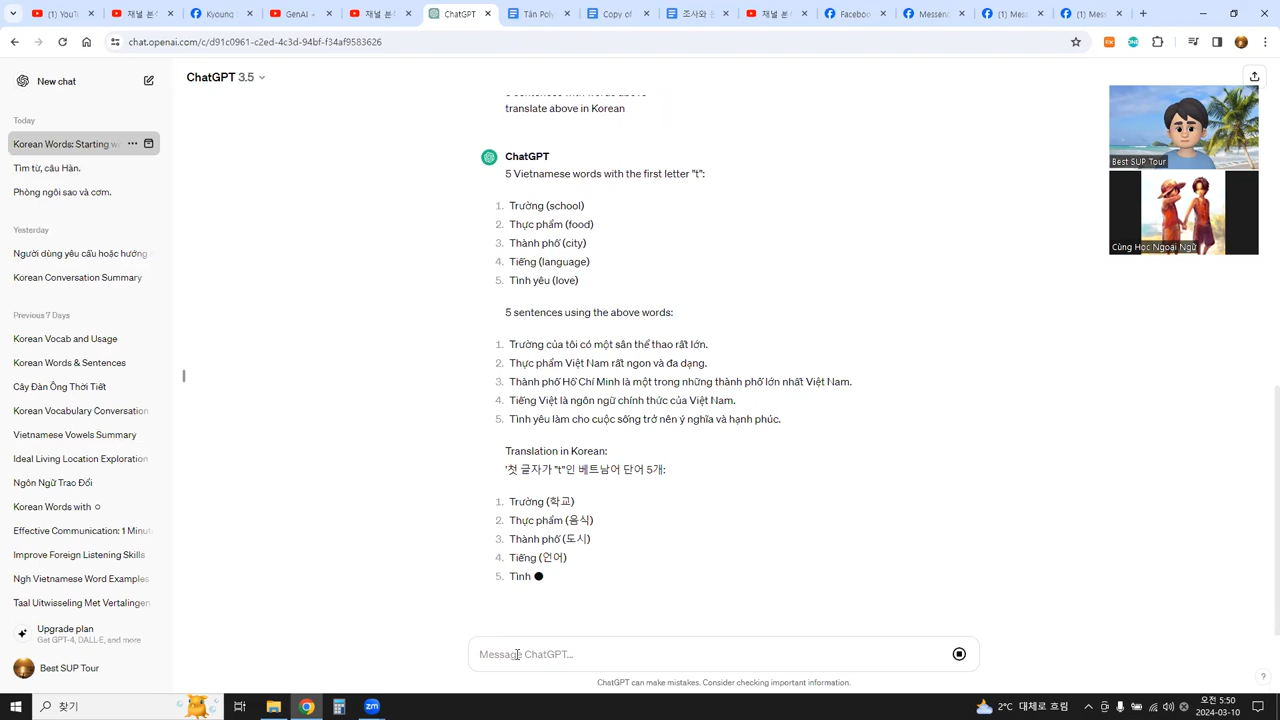 YouTu
채널 분석
Kyoung
GenAI
채널 분석
ChatGPT
Tân Poly
Copy of
조사와
채널 분
Faceboo
Messen
(1) Mess
(1) Mess
chat.openai.com/c/d91c0961-c2ed-4c3d-94bf-f34af9583626
New chat
ChatGPT 3.5
Today
Korean Words: Starting wi
Tìm từ, câu Hàn.
Phòng ngôi sao và cơm.
Yesterday
Người dùng yêu cầu hoặc hướng
Korean Conversation Summary
Previous 7 Days
Korean Vocab and Usage
Korean Words & Sentences
Cây Đàn Ông Thời Tiết
Korean Vocabulary Conversation
Vietnamese Vowels Summary
Ideal Living Location Exploration
Ngôn Ngữ Trao Đổi
Korean Words with ㅇ
Effective Communication: 1 Minut
Improve Foreign Listening Skills
Ngh Vietnamese Word Examples
Taal Uitwisseling Met Vertalingen
Upgrade plan
Get GPT-4, DALL·E, and more
Best SUP Tour
5 sentences with words above
translate above in Korean
ChatGPT
5 Vietnamese words with the first letter "t":
1. Trường (school)
2. Thực phẩm (food)
3. Thành phố (city)
4. Tiếng (language)
5. Tình yêu (love)
5 sentences using the above words:
1. Trường của tôi có một sân thể thao rất lớn.
2. Thực phẩm Việt Nam rất ngon và đa dạng.
3. Thành phố Hồ Chí Minh là một trong những thành phố lớn nhất Việt Nam.
4. Tiếng Việt là ngôn ngữ chính thức của Việt Nam.
5. Tình yêu làm cho cuộc sống trở nên ý nghĩa và hạnh phúc.
Translation in Korean:
'첫 글자가 "t"인 베트남어 단어 5개:
1. Trường (학교)
2. Thực phẩm (음식)
3. Thành phố (도시)
4. Tiếng (언어)
5. Tình
Message ChatGPT...
ChatGPT can make mistakes. Consider checking important information.
?
Best SUP Tour
Cùng Học Ngoại Ngữ
찾기
2°C 대체로 흐림
오전 5:50
2024-03-10